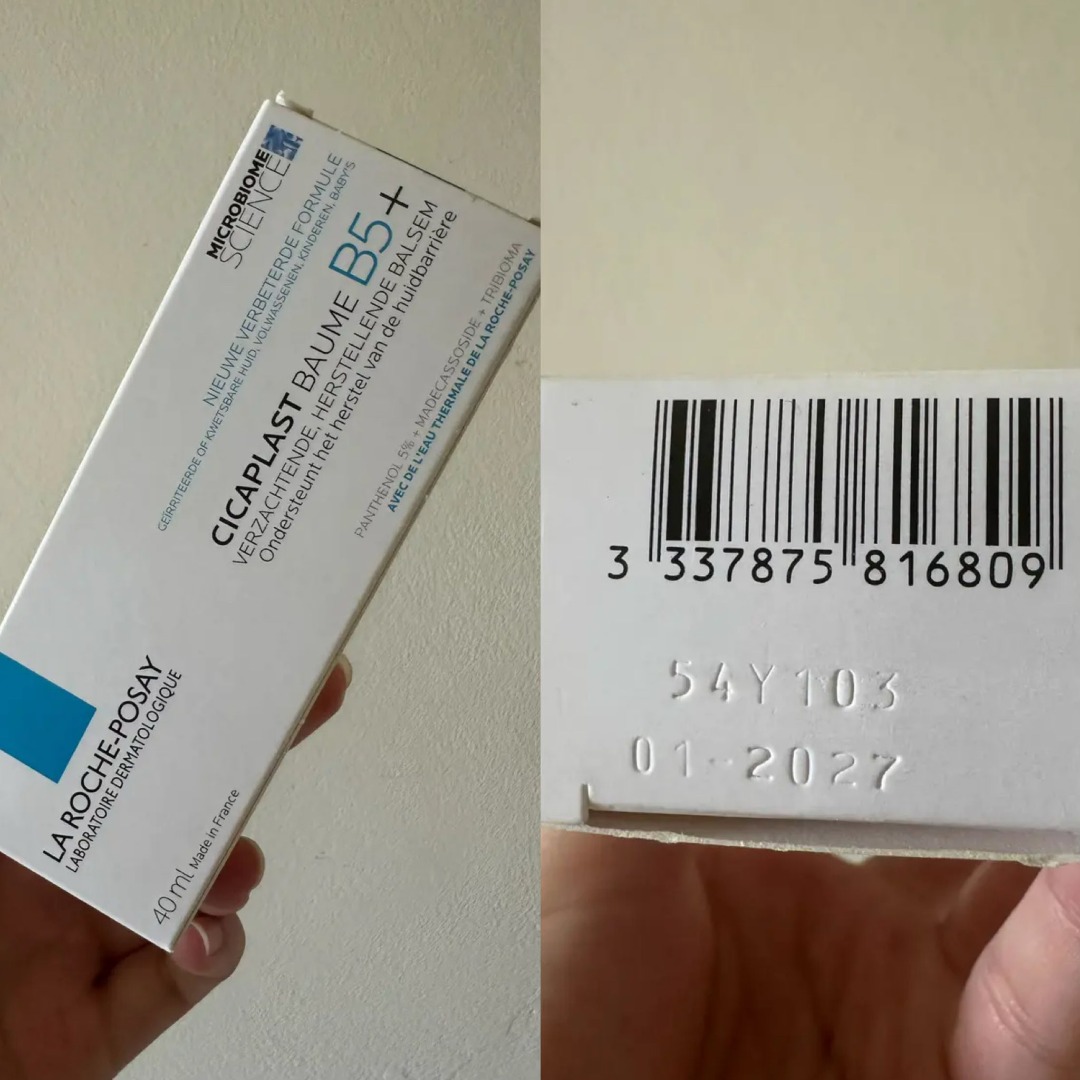 MICROBIOME
SCIENCE
NIEUWE VERBETERDE FORMULE
GEÏRRITEERDE OF KWETSBARE HUID, VOLWASSENEN, KINDEREN, BABY'S
CICAPLAST BAUME B5+
VERZACHTENDE, HERSTELLENDE BALSEM
Ondersteunt het herstel van de huidbarrière
PANTHENOL 5% + MADECASSOSIDE + TRIBIOMA
AVEC DE L'EAU THERMALE DE LA ROCHE-POSAY
LA ROCHE-POSAY
LABORATOIRE DERMATOLOGIQUE
40 ml Made in France
3 337875 816809
54Y103
01-2027